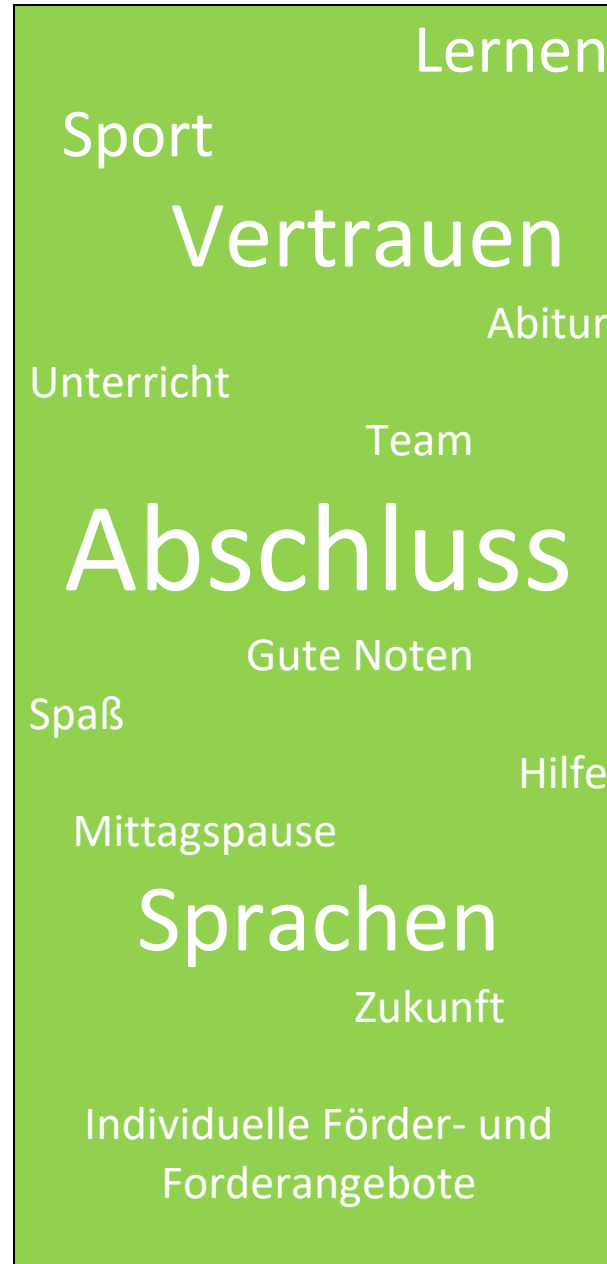 Lernen
Sport
Vertrauen
Abitur
Unterricht
Team
Abschluss
Gute Noten
Spaß
Hilfe
Mittagspause
Sprachen
Zukunft
Individuelle Förder- und
Forderangebote